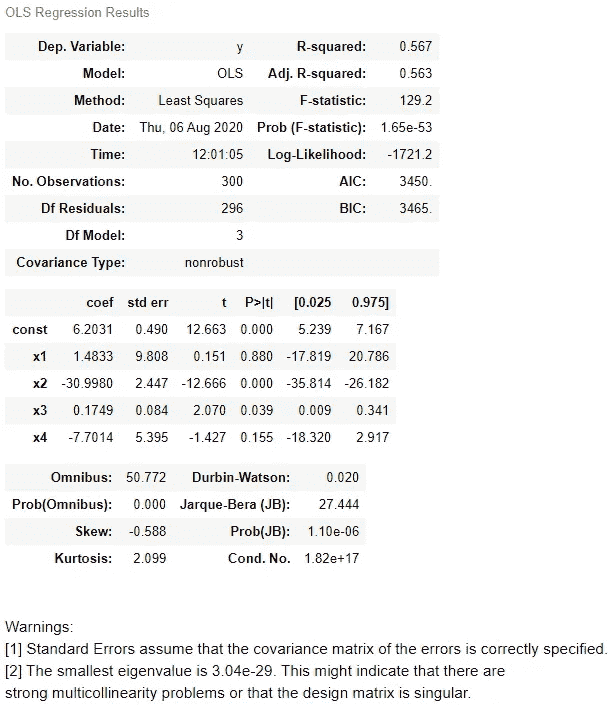 OLS Regression Results
Dep. Variable: y R-squared: 0.567
Model: OLS Adj. R-squared: 0.563
Method: Least Squares F-statistic: 129.2
Date: Thu, 06 Aug 2020 Prob (F-statistic): 1.65e-53
Time: 12:01:05 Log-Likelihood: -1721.2
No. Observations: 300 AIC: 3450.
Df Residuals: 296 BIC: 3465.
Df Model: 3
Covariance Type: nonrobust
coef std err t P>|t| [0.025 0.975]
const 6.2031 0.490 12.663 0.000 5.239 7.167
x1 1.4833 9.808 0.151 0.880 -17.819 20.786
x2 -30.9980 2.447 -12.666 0.000 -35.814 -26.182
x3 0.1749 0.084 2.070 0.039 0.009 0.341
x4 -7.7014 5.395 -1.427 0.155 -18.320 2.917
Omnibus: 50.772 Durbin-Watson: 0.020
Prob(Omnibus): 0.000 Jarque-Bera (JB): 27.444
Skew: -0.588 Prob(JB): 1.10e-06
Kurtosis: 2.099 Cond. No. 1.82e+17
Warnings:
[1] Standard Errors assume that the covariance matrix of the errors is correctly specified.
[2] The smallest eigenvalue is 3.04e-29. This might indicate that there are
strong multicollinearity problems or that the design matrix is singular.